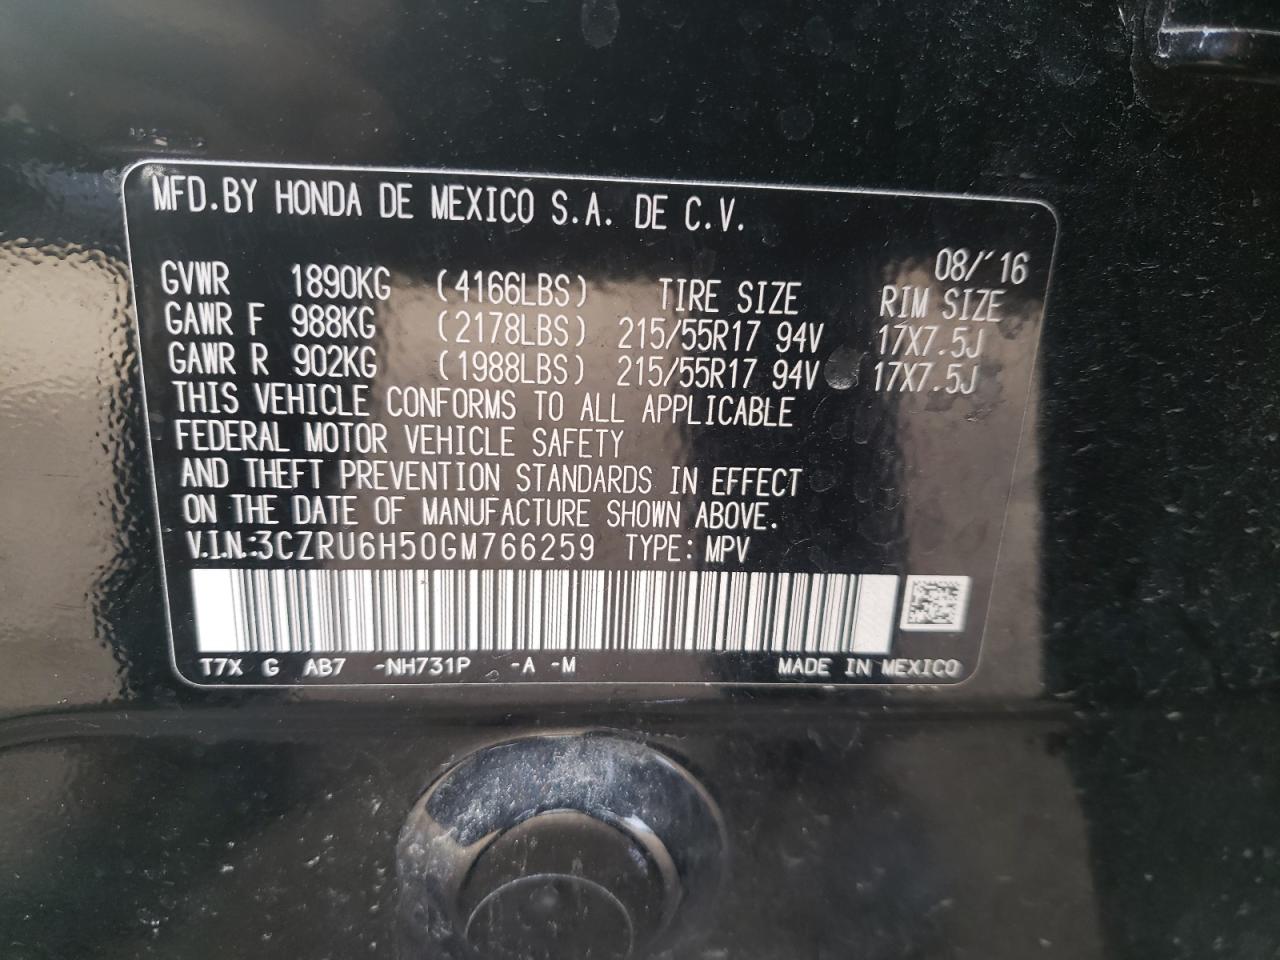 MFD.BY HONDA DE MEXICO S.A. DE C.V.
08/'16
GVWR 1890KG (4166LBS) TIRE SIZE RIM SIZE
GAWR F 988KG (2178LBS) 215/55R17 94V 17X7.5J
GAWR R 902KG (1988LBS) 215/55R17 94V 17X7.5J
THIS VEHICLE CONFORMS TO ALL APPLICABLE
FEDERAL MOTOR VEHICLE SAFETY
AND THEFT PREVENTION STANDARDS IN EFFECT
ON THE DATE OF MANUFACTURE SHOWN ABOVE.
V.I.N.:3CZRU6H50GM766259 TYPE: MPV
T7X G AB7 -NH731P -A -M MADE IN MEXICO